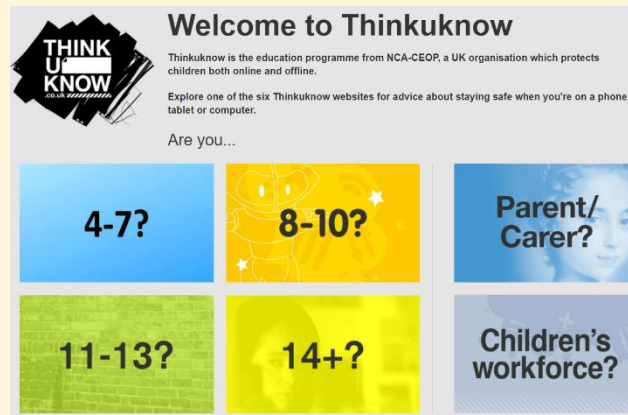 THINK
U
KNOW
.co.uk
Welcome to Thinkuknow
Thinkuknow is the education programme from NCA-CEOP, a UK organisation which protects
children both online and offline.
Explore one of the six Thinkuknow websites for advice about staying safe when you're on a phone,
tablet or computer.
Are you...
4-7?
8-10?
Parent/
Carer?
11-13?
14+?
Children's
workforce?